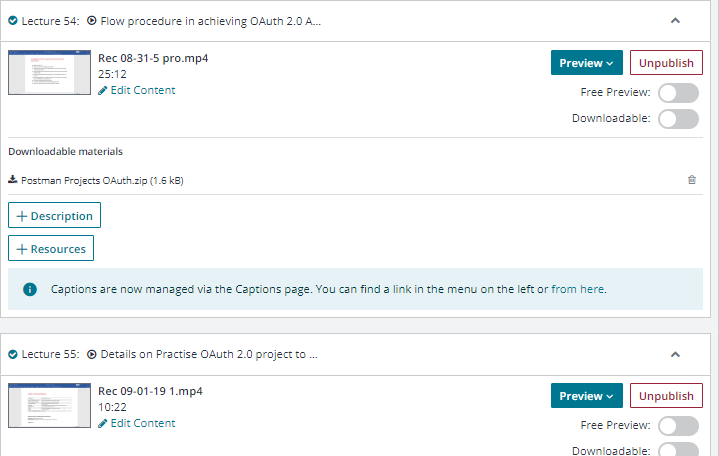 Lecture 54: Flow procedure in achieving OAuth 2.0 A...
Rec 08-31-5 pro.mp4
25:12
Edit Content
Preview
Unpublish
Free Preview:
Downloadable:
Downloadable materials
Postman Projects OAuth.zip (1.6 kB)
+ Description
+ Resources
Captions are now managed via the Captions page. You can find a link in the menu on the left or from here.
Lecture 55: Details on Practise OAuth 2.0 project to ...
Rec 09-01-19 1.mp4
10:22
Edit Content
Preview
Unpublish
Free Preview:
Downloadable: